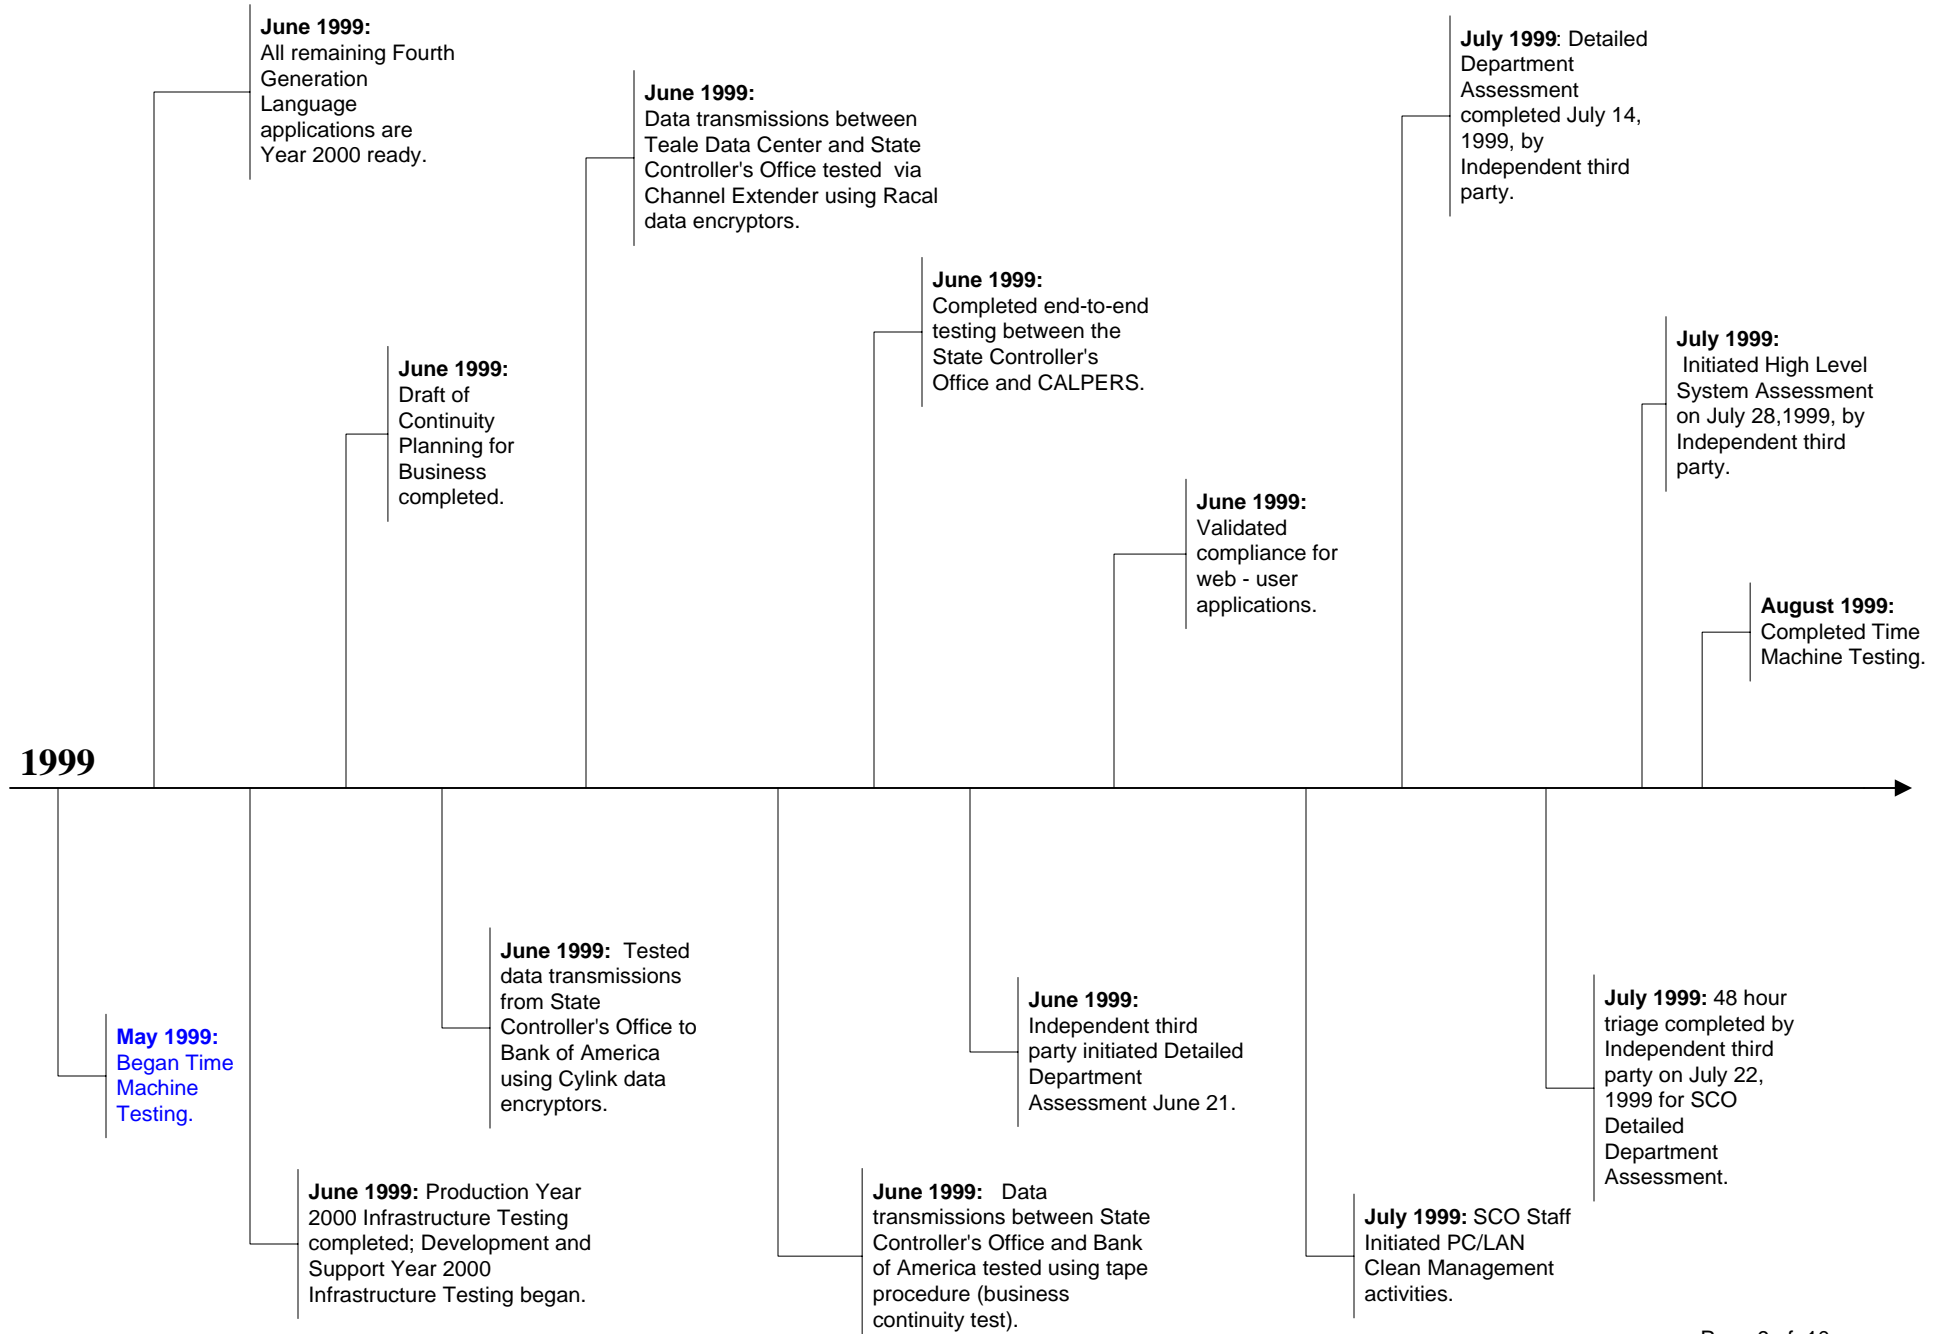 June 1999:
All remaining Fourth
Generation
Language
applications are
Year 2000 ready.
June 1999:
Data transmissions between
Teale Data Center and State
Controller's Office tested  via
Channel Extender using Racal
data encryptors.
July 1999: Detailed
Department
Assessment
completed July 14,
1999, by
Independent third
party.
June 1999:
Completed end-to-end
testing between the
State Controller's
Office and CALPERS.
June 1999:
Draft of
Continuity
Planning for
Business
completed.
July 1999:
Initiated High Level
System Assessment
on July 28,1999, by
Independent third
party.
June 1999:
Validated
compliance for
web - user
applications.
August 1999:
Completed Time
Machine Testing.
1999
May 1999:
Began Time
Machine
Testing.
June 1999:  Tested
data transmissions
from State
Controller's Office to
Bank of America
using Cylink data
encryptors.
June 1999:
Independent third
party initiated Detailed
Department
Assessment June 21.
July 1999: 48 hour
triage completed by
Independent third
party on July 22,
1999 for SCO
Detailed
Department
Assessment.
June 1999: Production Year
2000 Infrastructure Testing
completed; Development and
Support Year 2000
Infrastructure Testing began.
June 1999:   Data
transmissions between State
Controller's Office and Bank
of America tested using tape
procedure (business
continuity test).
July 1999: SCO Staff
Initiated PC/LAN
Clean Management
activities.